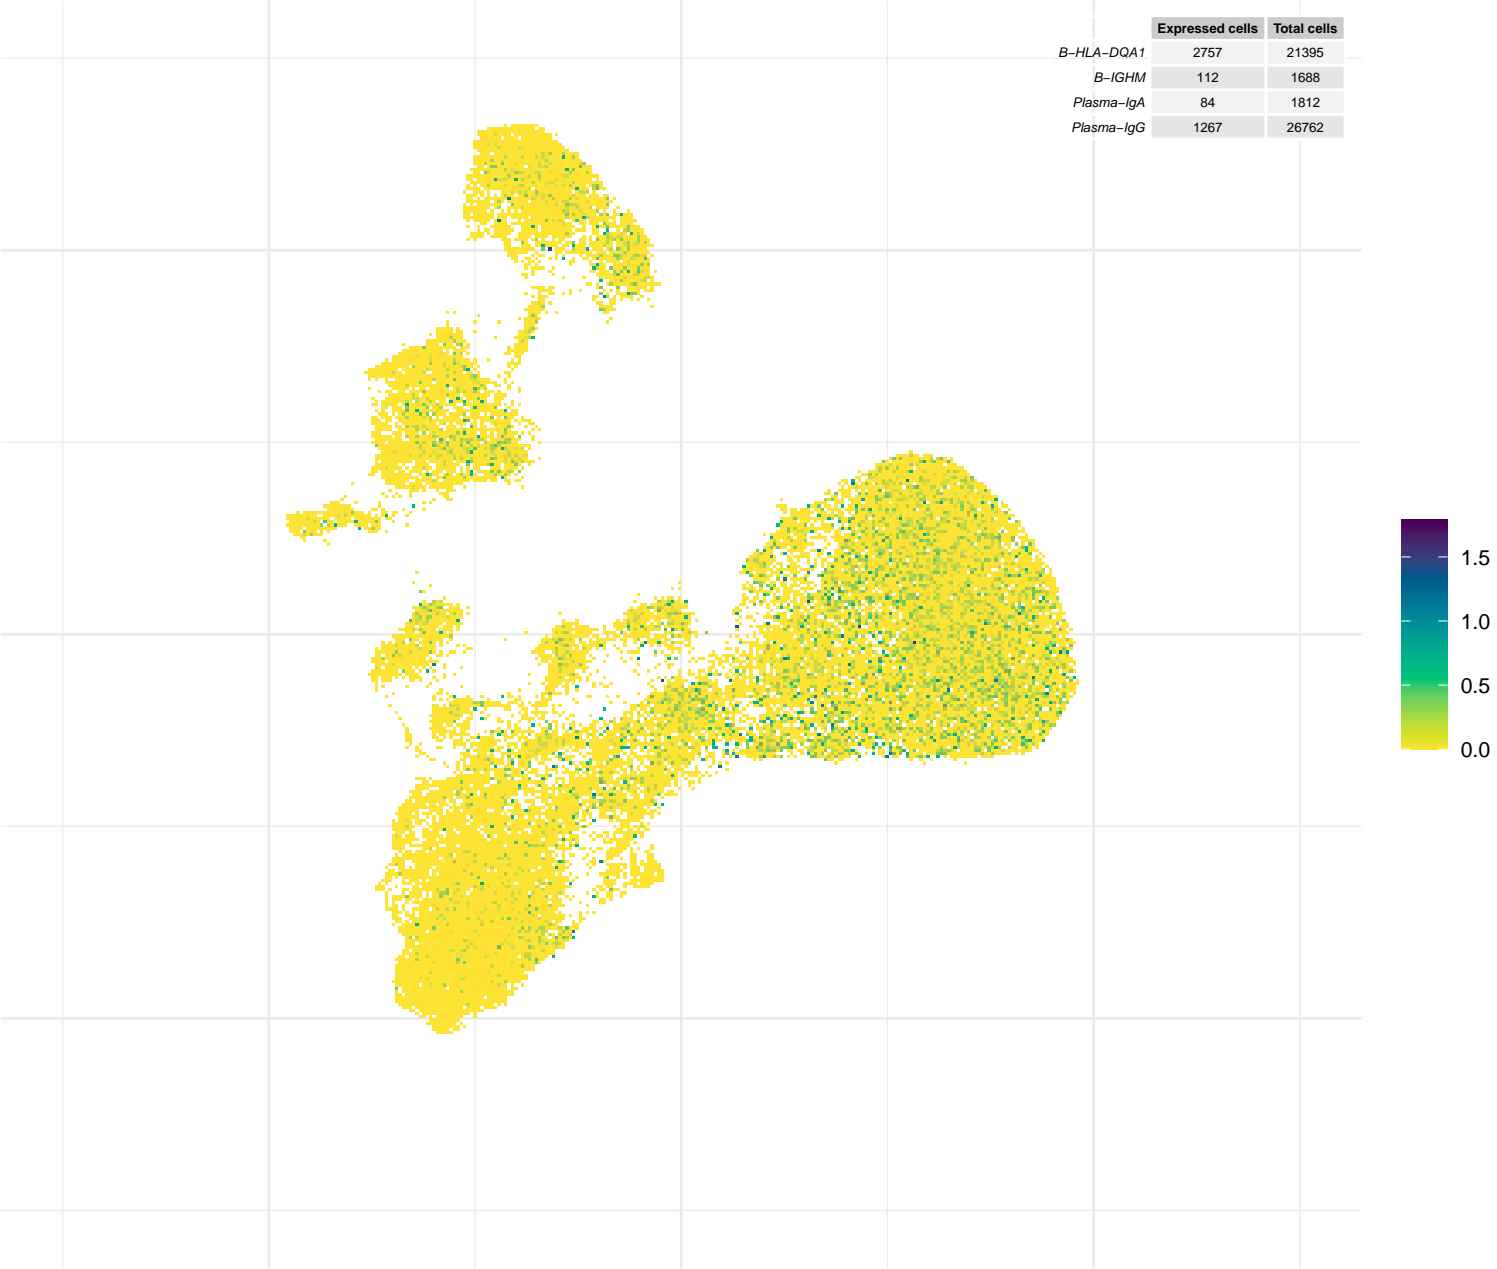 Expressed cells Total cells
B−HLA−DQA1 2757 21395
B−IGHM 112 1688
Plasma−IgA 84 1812
Plasma−IgG 1267 26762
1.5
1.0
0.5
0.0